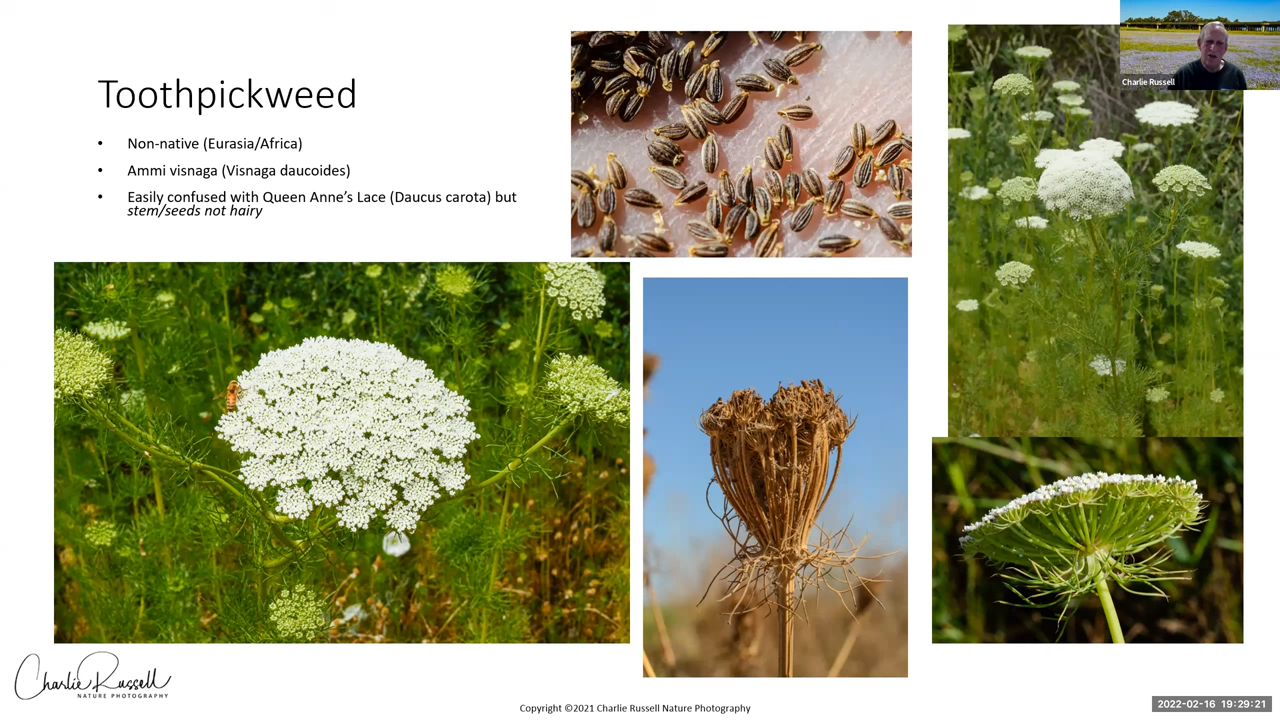 Toothpickweed
• Non-native (Eurasia/Africa)
• Ammi visnaga (Visnaga daucoides)
• Easily confused with Queen Anne's Lace (Daucus carota) but
stem/seeds not hairy
Charlie Russell
Charlie Russell
NATURE PHOTOGRAPHY
Copyright ©2021 Charlie Russell Nature Photography
2022-02-16 19:29:21